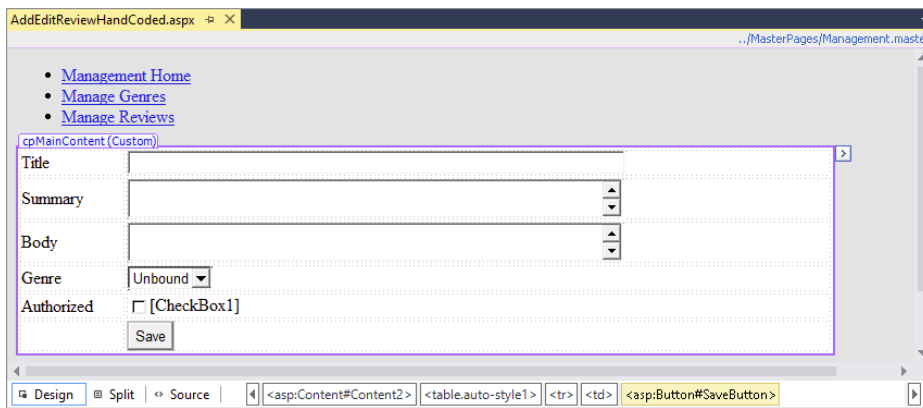 AddEditReviewHandCoded.aspx
../MasterPages/Management.maste
Management Home
Manage Genres
Manage Reviews
cpMainContent (Custom)
Title
Summary
Body
Genre Unbound
Authorized [CheckBox1]
Save
Design Split Source <asp:Content#Content2> <table.auto-style1> <tr> <td> <asp:Button#SaveButton>